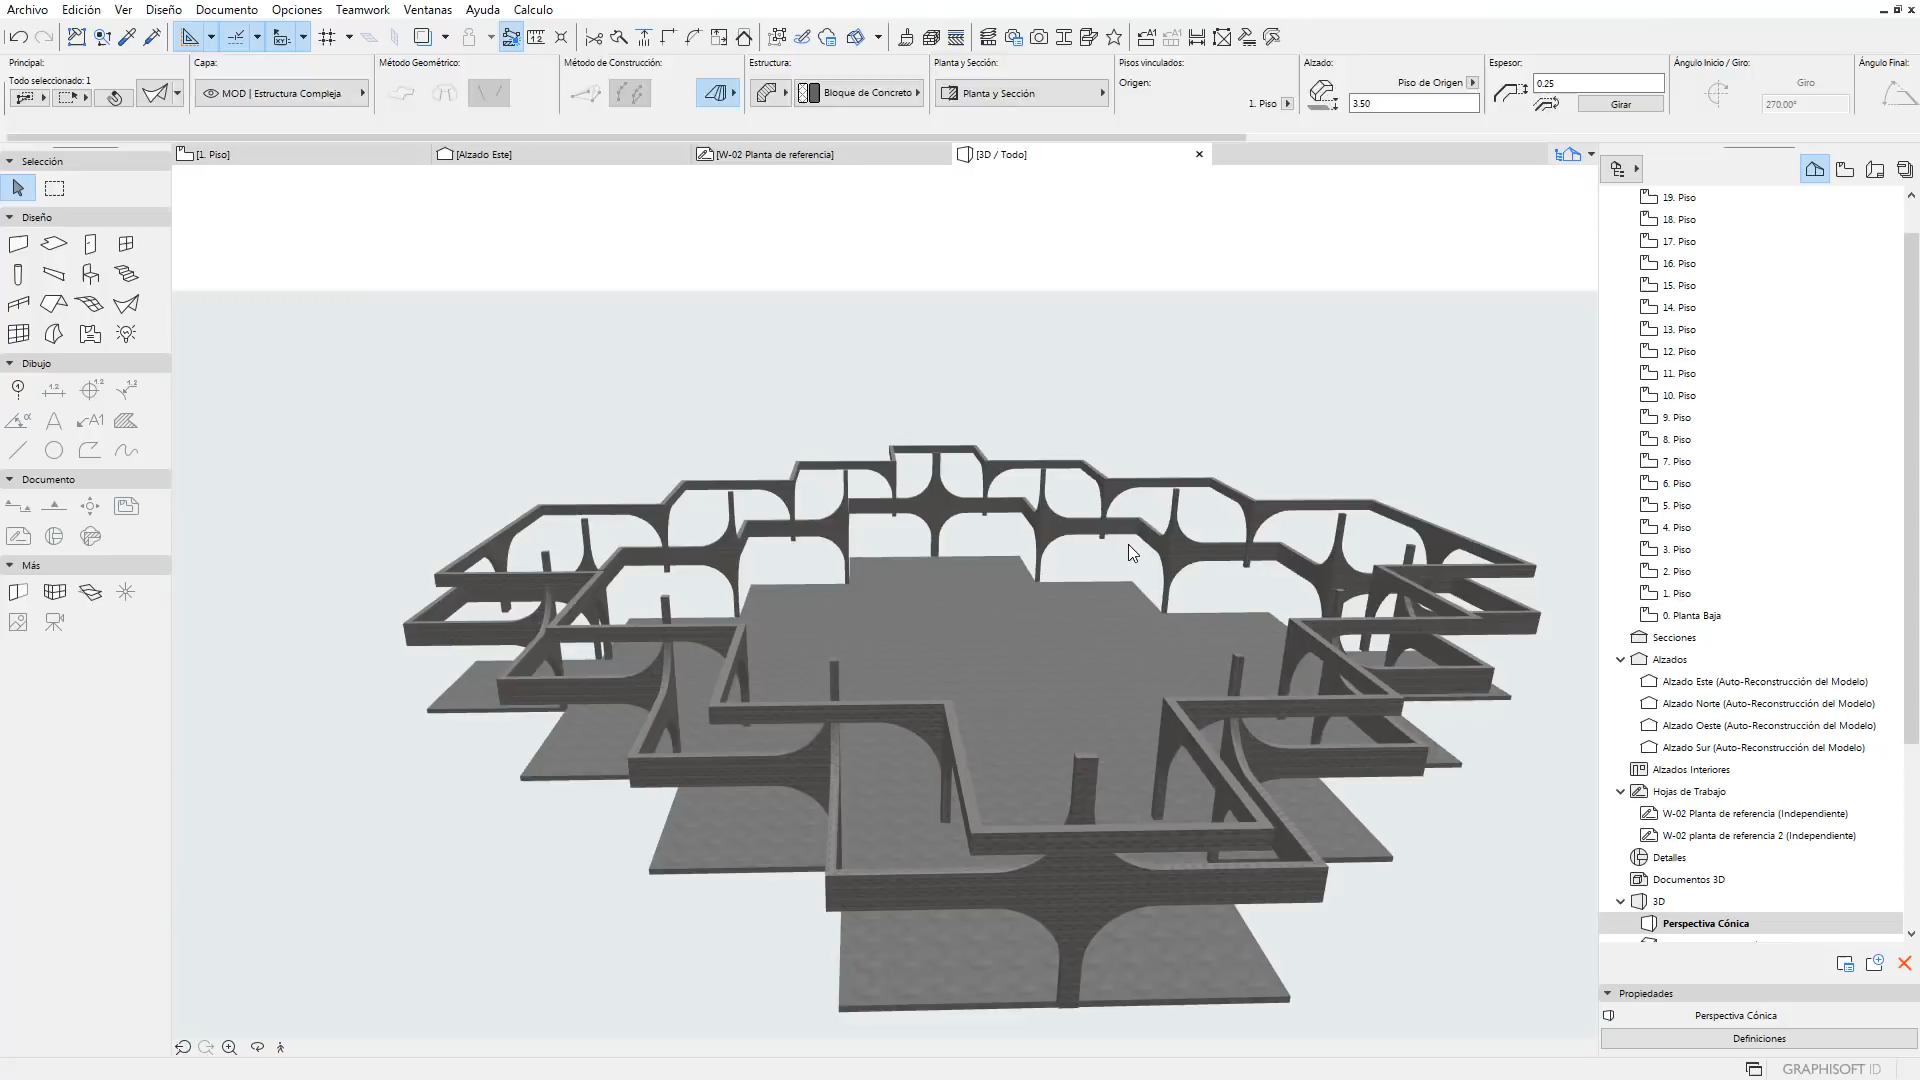 Archivo Edición Ver Diseño Documento Opciones Teamwork Ventanas Ayuda Calculo
Principal: Capa: Método Geométrico: Método de Construcción: Estructura: Planta y Sección: Pisos vinculados: Alzado: Espesor: Ángulo Inicio / Giro: Ángulo Final:
Todo seleccionado: 1 Origen: Piso de Origen 0.25 Giro
MOD | Estructura Compleja Bloque de Concreto Planta y Sección 1. Piso 3.50 Girar 270.00°
[1. Piso] [Alzado Este] [W-02 Planta de referencia] [3D / Todo]
Selección
Diseño
Dibujo
Documento
Más
19. Piso
18. Piso
17. Piso
16. Piso
15. Piso
14. Piso
13. Piso
12. Piso
11. Piso
10. Piso
9. Piso
8. Piso
7. Piso
6. Piso
5. Piso
4. Piso
3. Piso
2. Piso
1. Piso
0. Planta Baja
Secciones
Alzados
Alzado Este (Auto-Reconstrucción del Modelo)
Alzado Norte (Auto-Reconstrucción del Modelo)
Alzado Oeste (Auto-Reconstrucción del Modelo)
Alzado Sur (Auto-Reconstrucción del Modelo)
Alzados Interiores
Hojas de Trabajo
W-02 Planta de referencia (Independiente)
W-02 planta de referencia 2 (Independiente)
Detalles
Documentos 3D
3D
Perspectiva Cónica
Propiedades
Perspectiva Cónica
Definiciones
GRAPHISOFT ID